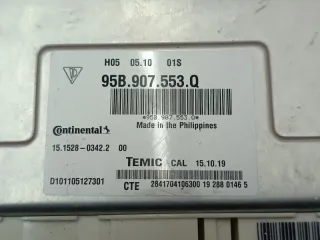 H05 05.10 01S
95B.907.553.Q
*95B.907.553.Q*
Made in the Philippines
Continental
15.1528-0342.2 00
TEMIC CAL 15.10.19
D101105127301
CTE 2841704106300 19 288 0146 5